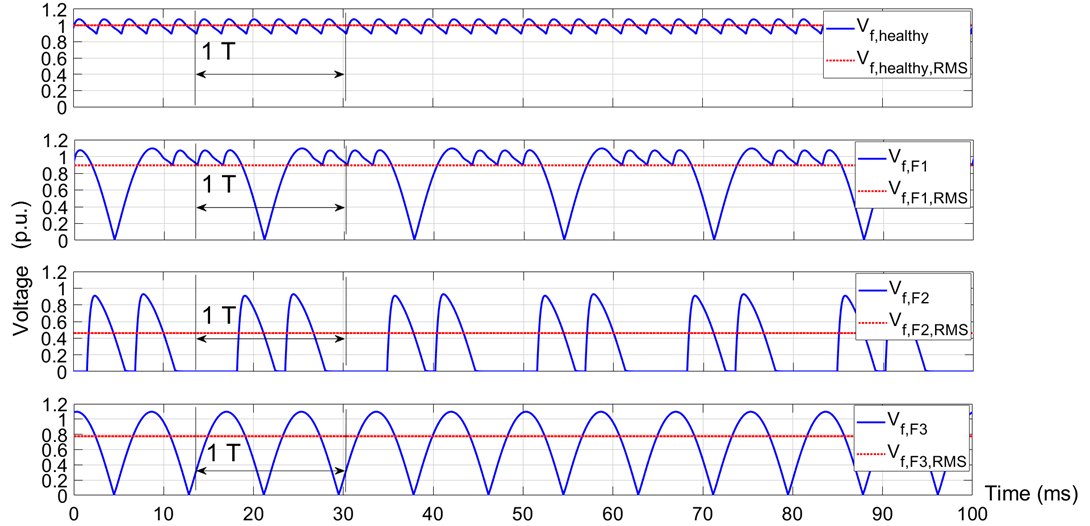 1.2
1
0.8
0.6
0.4
0.2
0
1 T
V_f,healthy
V_f,healthy,RMS
1.2
1
0.8
0.6
0.4
0.2
0
1 T
V_f,F1
V_f,F1,RMS
Voltage (p.u.)
1.2
1
0.8
0.6
0.4
0.2
0
1 T
V_f,F2
V_f,F2,RMS
1.2
1
0.8
0.6
0.4
0.2
0
1 T
V_f,F3
V_f,F3,RMS
0 10 20 30 40 50 60 70 80 90 100
Time (ms)